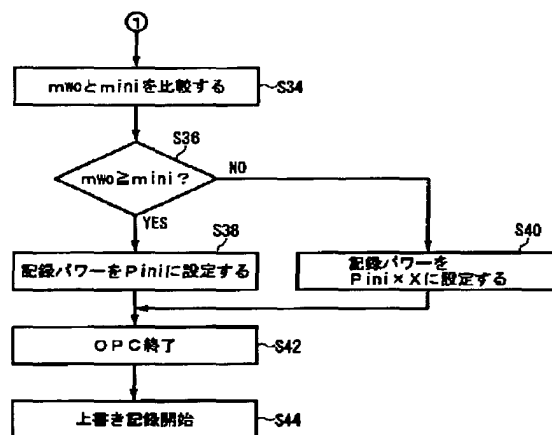 1
mwoとminiを比較する
S34
S36
mwo≧mini?
NO
YES
S38
S40
記録パワーをPiniに設定する
記録パワーを
Pini×Xに設定する
OPC終了
S42
上書き記録開始
S44